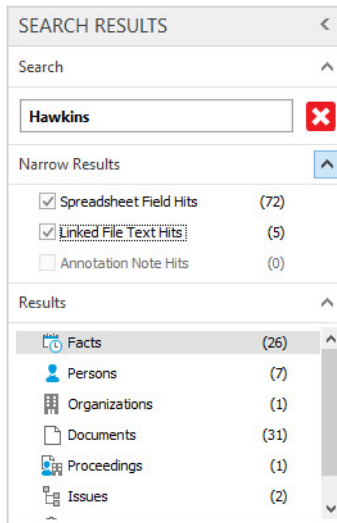 SEARCH RESULTS
Search
Hawkins
Narrow Results
Spreadsheet Field Hits (72)
Linked File Text Hits (5)
Annotation Note Hits (0)
Results
Facts (26)
Persons (7)
Organizations (1)
Documents (31)
Proceedings (1)
Issues (2)